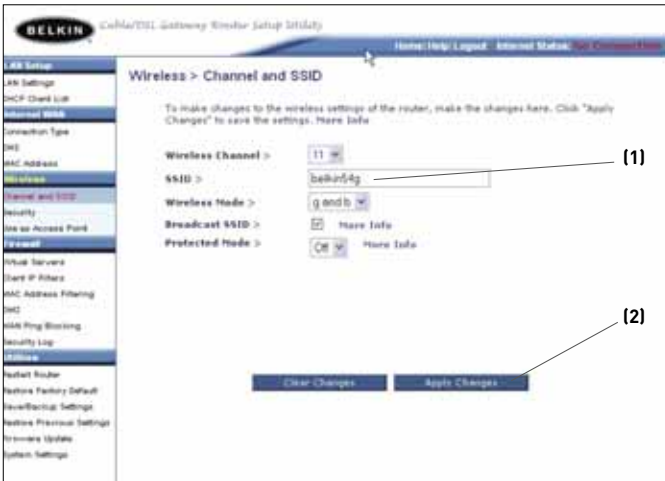 BELKIN Cable/DSL Gateway Router Setup Utility
Home|Help|Logout Internet Status: No Connection
LAN Setup
LAN Settings
DHCP Client List
Internet WAN
Connection Type
DNS
MAC Address
Wireless
Channel and SSID
Security
Use as Access Point
Firewall
Virtual Servers
Client IP Filters
MAC Address Filtering
DMZ
WAN Ping Blocking
Security Log
Utilities
Restart Router
Restore Factory Default
Save/Backup Settings
Restore Previous Settings
Firmware Update
System Settings
Wireless > Channel and SSID
To make changes to the wireless settings of the router, make the changes here. Click "Apply
Changes" to save the settings. More Info
Wireless Channel > 11
SSID > belkin54g
(1)
Wireless Mode > g and b
Broadcast SSID > More Info
Protected Mode > Off More Info
(2)
Clear Changes Apply Changes